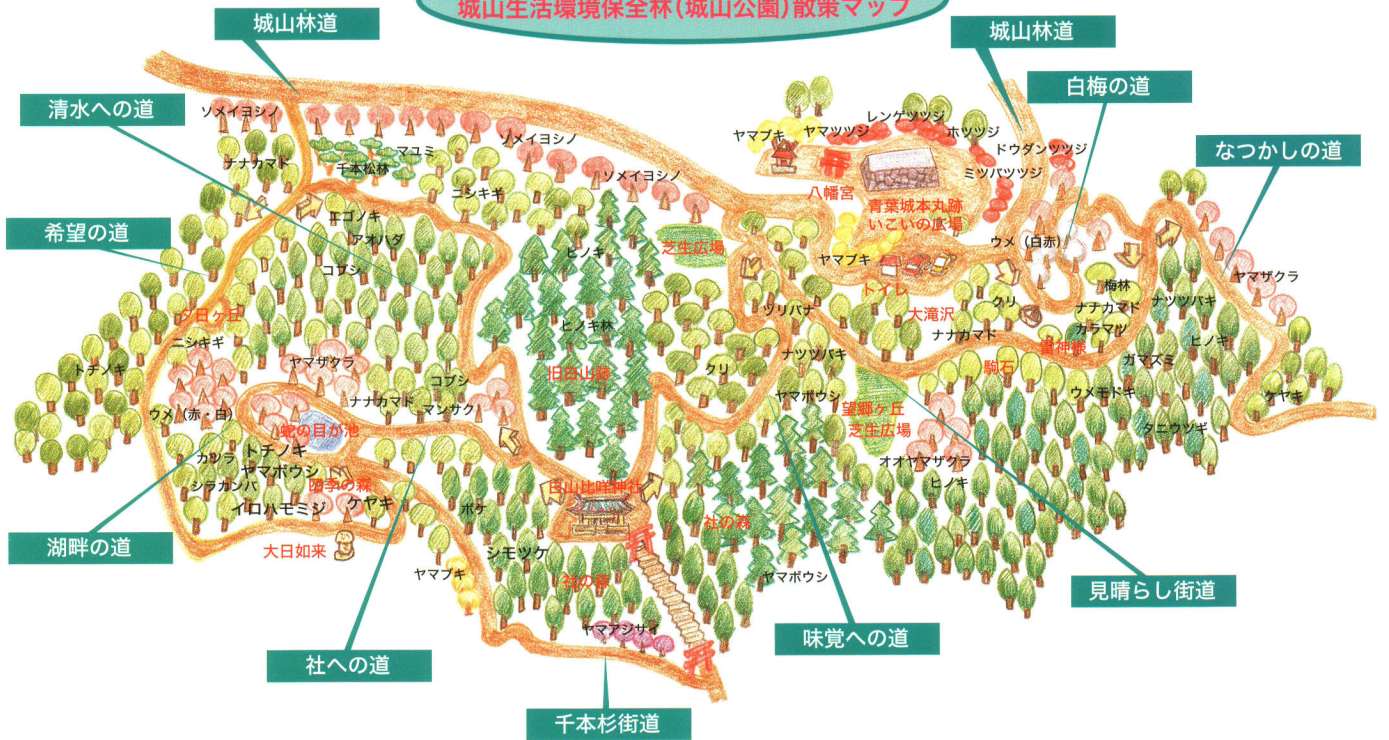 城山生活環境保全林(城山公園)散策マップ
城山林道
城山林道
白梅の道
清水への道
なつかしの道
希望の道
湖畔の道
社への道
千本杉街道
味覚への道
見晴らし街道
ソメイヨシノ
ナナカマド
千本松林
マユミ
ソメイヨシノ
ニシキギ
ソメイヨシノ
エゴノキ
アオハダ
コブシ
ヒノキ
芝生広場
ヤマブキ
ヤマツツジ
レンゲツツジ
ホツツジ
ドウダンツツジ
ミツバツツジ
八幡宮
青葉城本丸跡
いこいの広場
ウメ（白赤）
ヤマブキ
トイレ
大滝沢
クリ
梅林
ナナカマド
カラマツ
ナナカマド
雷神様
駒石
ヤマザクラ
ナツツバキ
ヒノキ
ガマズミ
ウメモドキ
タニウツギ
ケヤキ
夕日ヶ丘
ニシキギ
トチノキ
ヤマザクラ
コブシ
ナナカマド
マンサク
ウメ（赤・白）
蛇の目が池
トチノキ
カツラ
ヤマボウシ
シラカンバ
四季の森
イロハモミジ
ケヤキ
大日如来
ヤマブキ
ボケ
シモツケ
ヒノキ林
旧白山跡
白山比咩神社
社の森
社の森
ヤマアジサイ
ツリバナ
クリ
ナツツバキ
ヤマボウシ
望郷ヶ丘
芝生広場
オオヤマザクラ
ヒノキ
ヤマボウシ